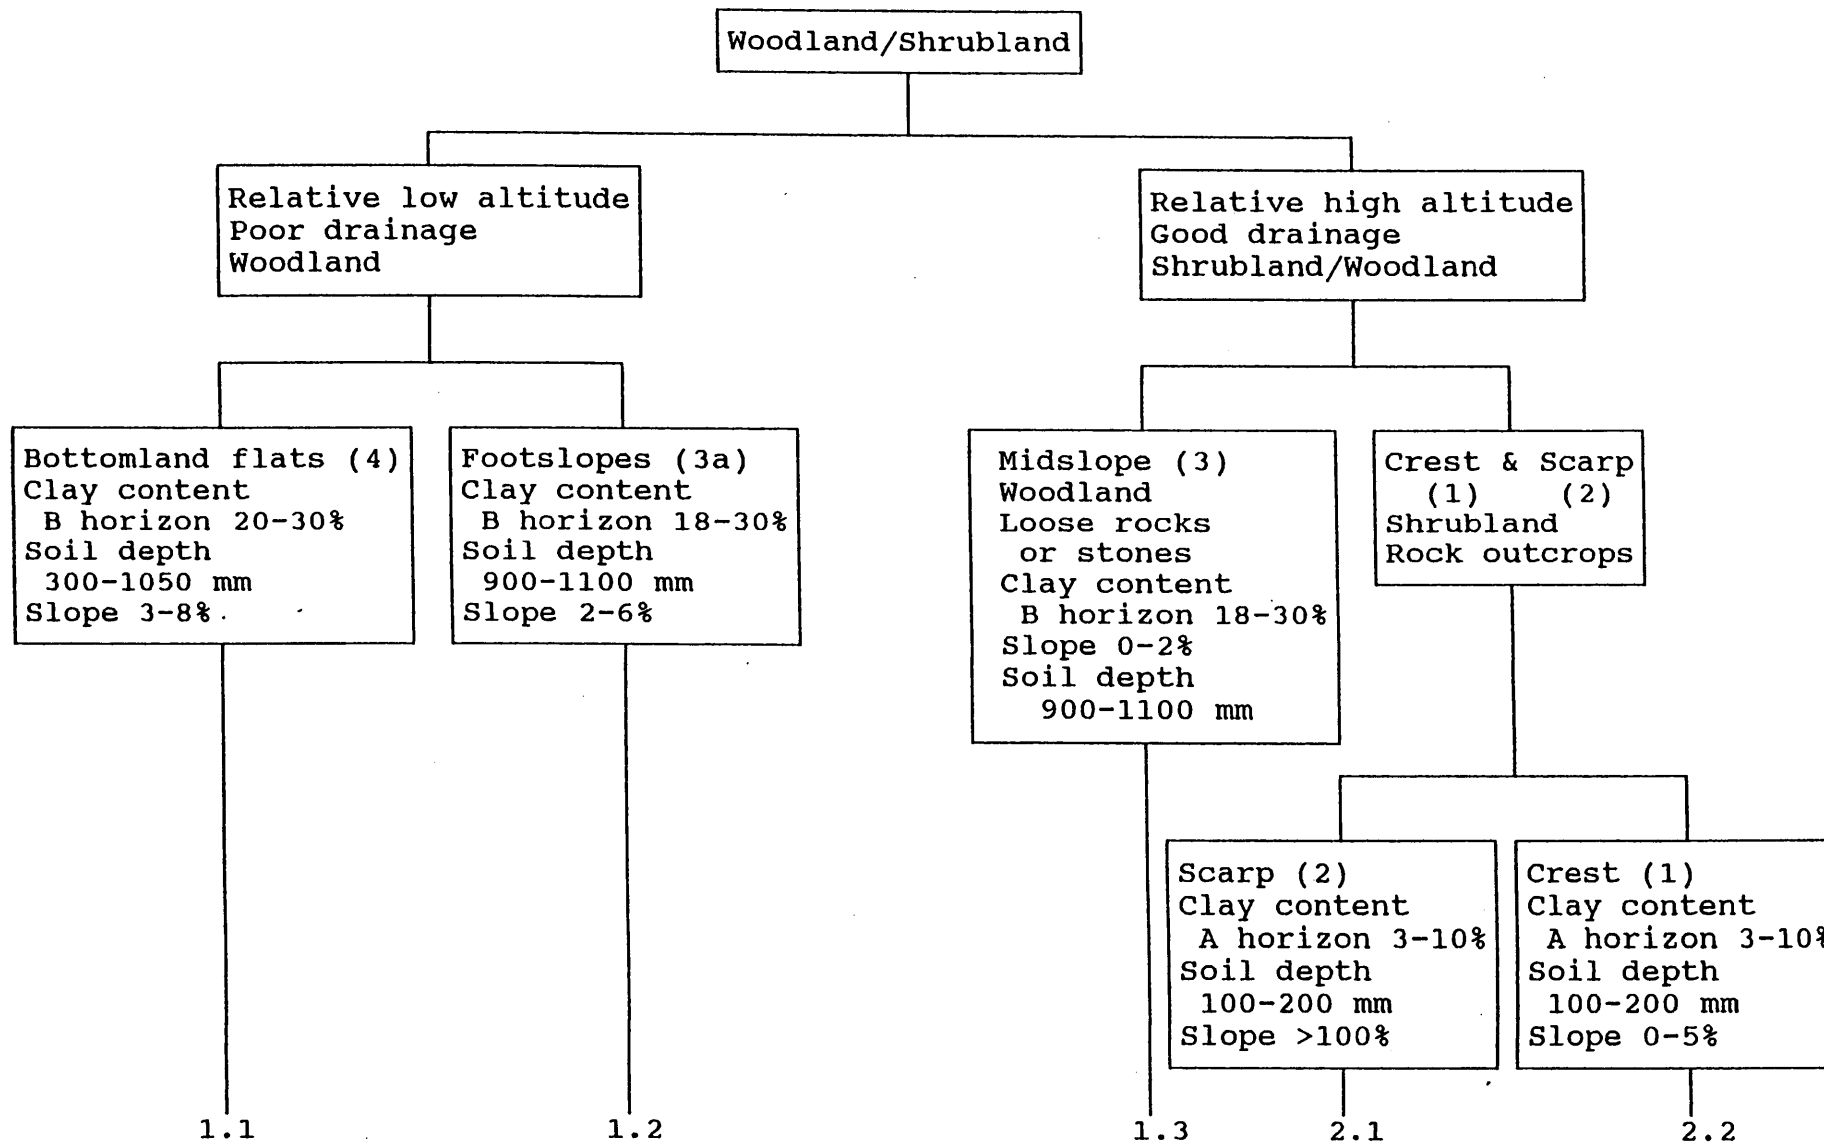 Woodland/Shrubland
Relative low altitude
Poor drainage
Woodland
Relative high altitude
Good drainage
Shrubland/Woodland
Bottomland flats (4)
Clay content
B horizon 20-30%
Soil depth
300-1050 mm
Slope 3-8%
Footslopes (3a)
Clay content
B horizon 18-30%
Soil depth
900-1100 mm
Slope 2-6%
Midslope (3)
Woodland
Loose rocks
or stones
Clay content
B horizon 18-30%
Slope 0-2%
Soil depth
900-1100 mm
Crest & Scarp
(1) (2)
Shrubland
Rock outcrops
Scarp (2)
Clay content
A horizon 3-10%
Soil depth
100-200 mm
Slope >100%
Crest (1)
Clay content
A horizon 3-10%
Soil depth
100-200 mm
Slope 0-5%
1.1
1.2
1.3
2.1
2.2